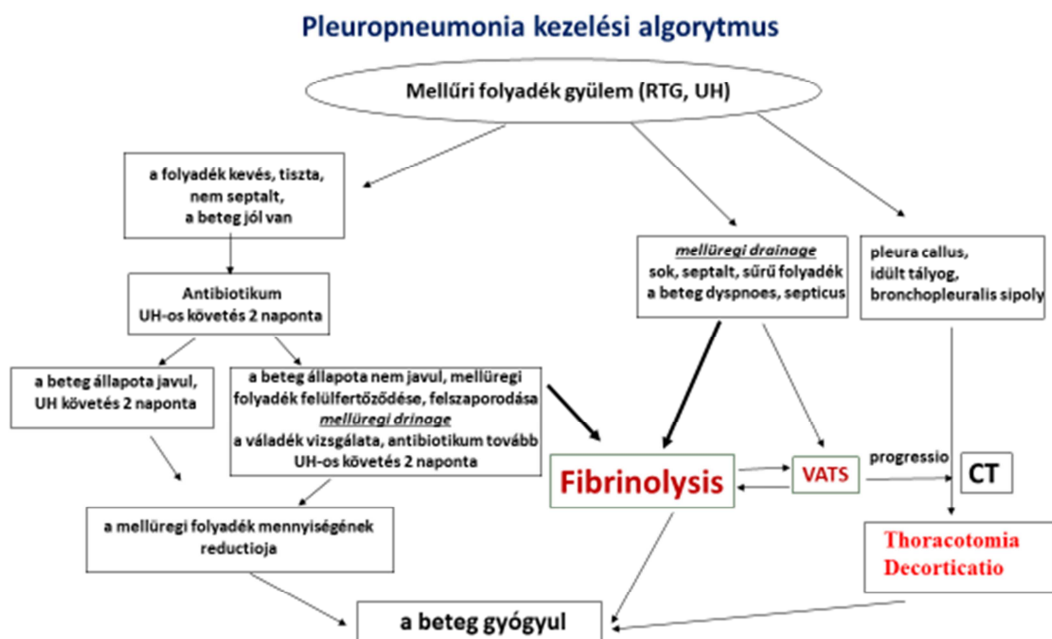 Pleuropneumonia kezelési algorytmus
Mellűri folyadék gyülem (RTG, UH)
a folyadék kevés, tiszta,
nem septalt,
a beteg jól van
mellüregi drainage
sok, septalt, sűrű folyadék
a beteg dyspnoes, septicus
pleura callus,
idült tályog,
bronchopleuralis sipoly
Antibiotikum
UH-os követés 2 naponta
a beteg állapota javul,
UH követés 2 naponta
a beteg állapota nem javul, mellüregi
folyadék felülfertőződése, felszaporodása
mellüregi drinage
a váladék vizsgálata, antibiotikum tovább
UH-os követés 2 naponta
Fibrinolysis
VATS
progressio
CT
a mellüregi folyadék mennyiségének
reductioja
Thoracotomia
Decorticatio
a beteg gyógyul